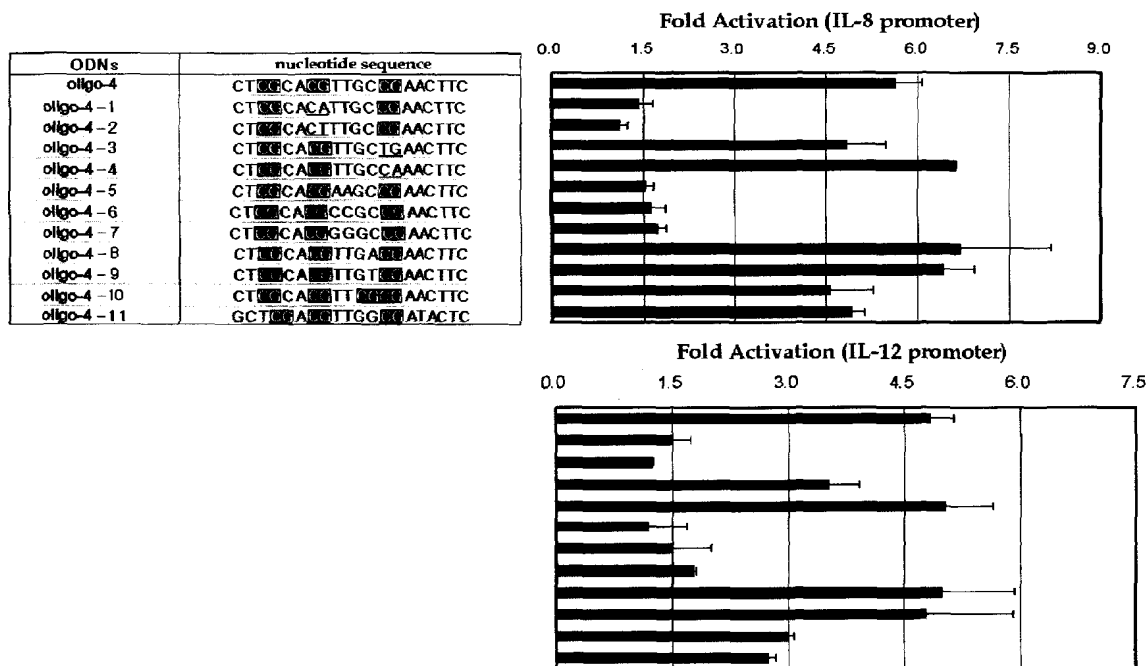 Fold Activation (IL-8 promoter)
0.0 1.5 3.0 4.5 6.0 7.5 9.0
ODNs nucleotide sequence
oligo-4 CTCGCACGTTGCCGAACTTC
oligo-4-1 CTCGCACATTGCCGAACTTC
oligo-4-2 CTCGCACTTTGCCGAACTTC
oligo-4-3 CTCGCACGTTGCTGAACTTC
oligo-4-4 CTCGCACGTTGCCAAACTTC
oligo-4-5 CTCGCACGAAGCCGAACTTC
oligo-4-6 CTCGCACGCCGCCGAACTTC
oligo-4-7 CTCGCACGGGGCCGAACTTC
oligo-4-8 CTCGCACGTTGACGAACTTC
oligo-4-9 CTCGCACGTTGTCGAACTTC
oligo-4-10 CTCGCACGTTCGCGAACTTC
oligo-4-11 GCTCGACGTTGGCGATACTC
Fold Activation (IL-12 promoter)
0.0 1.5 3.0 4.5 6.0 7.5